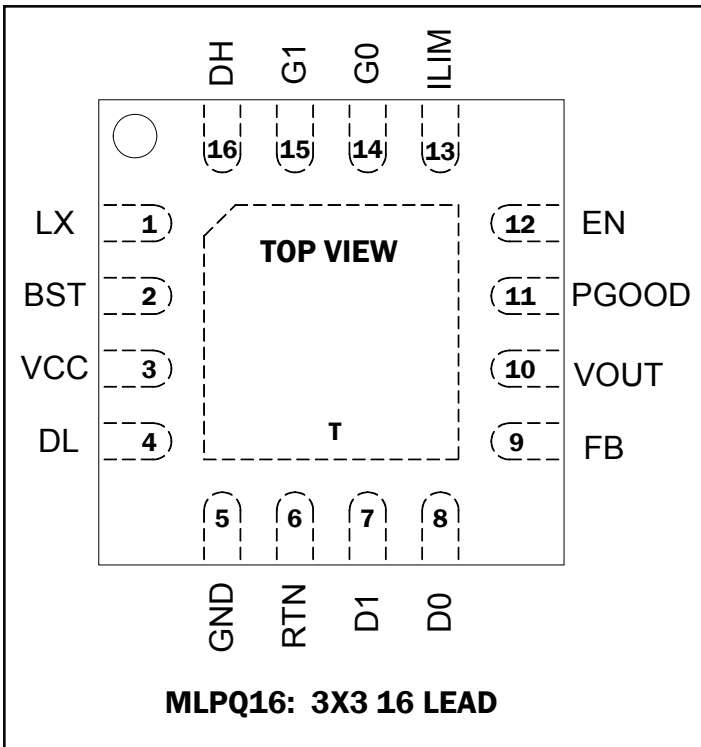 DH G1 G0 ILIM
16 15 14 13
LX 1 12 EN
TOP VIEW
BST 2 11 PGOOD
VCC 3 10 VOUT
DL 4 9 FB
T
5 6 7 8
GND RTN D1 D0
MLPQ16: 3X3 16 LEAD